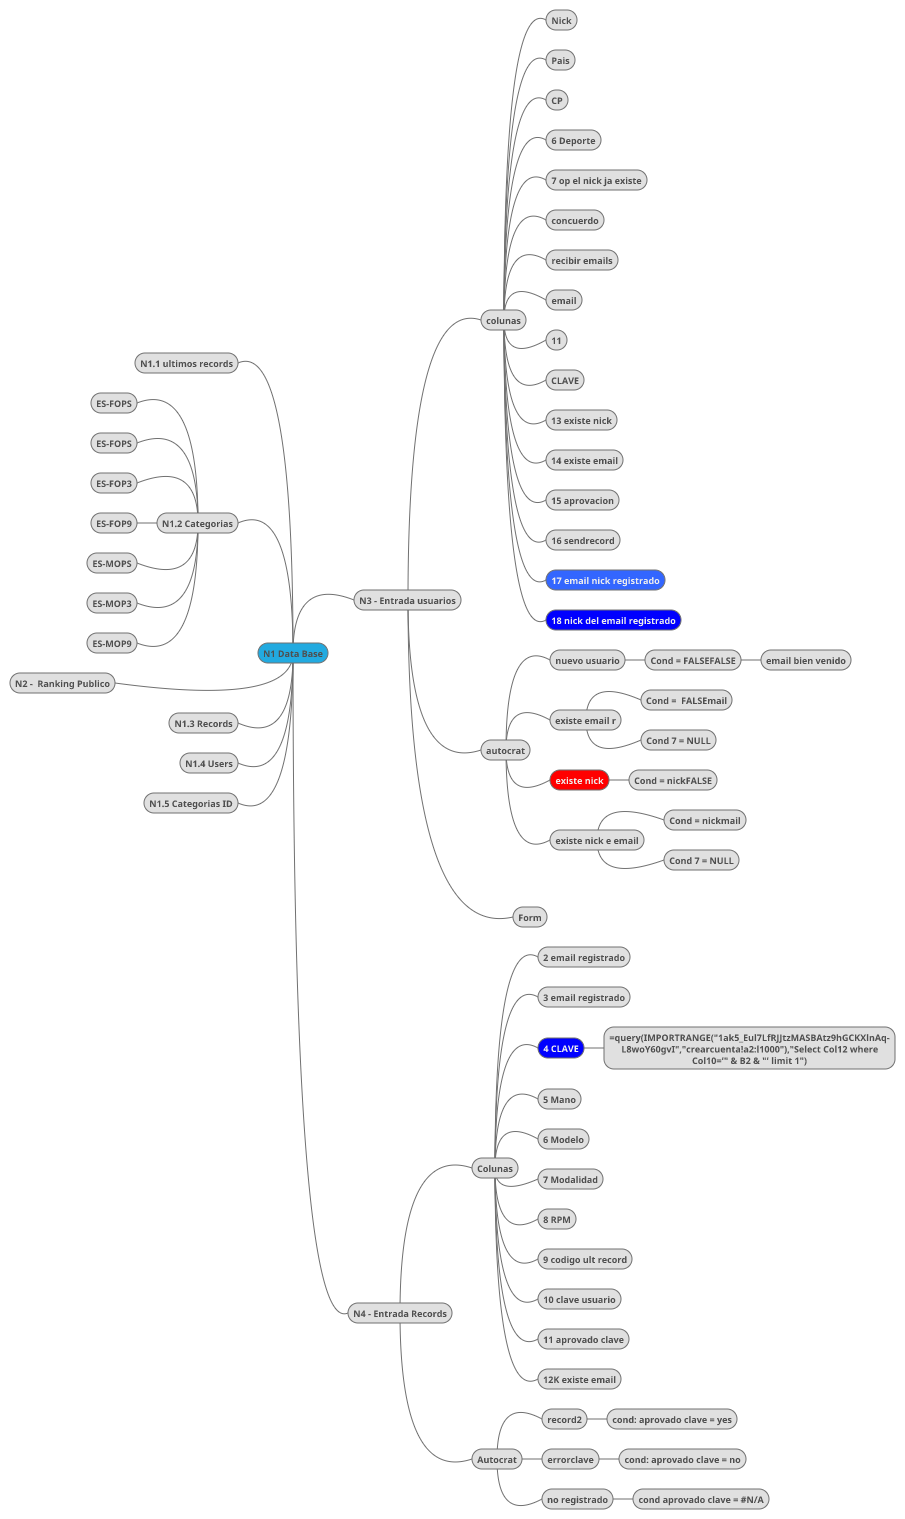 N1 Data Base
N1.1 ultimos records
N1.2 Categorias
ES-FOPS
ES-FOPS
ES-FOP3
ES-FOP9
ES-MOPS
ES-MOP3
ES-MOP9
N2 -  Ranking Publico
N1.3 Records
N1.4 Users
N1.5 Categorias ID
N3 - Entrada usuarios
colunas
Nick
Pais
CP
6 Deporte
7 op el nick ja existe
concuerdo
recibir emails
email
11
CLAVE
13 existe nick
14 existe email
15 aprovacion
16 sendrecord
17 email nick registrado
18 nick del email registrado
autocrat
nuevo usuario
Cond = FALSEFALSE
email bien venido
existe email r
Cond =  FALSEmail
Cond 7 = NULL
existe nick
Cond = nickFALSE
existe nick e email
Cond = nickmail
Cond 7 = NULL
Form
N4 - Entrada Records
Colunas
2 email registrado
3 email registrado
4 CLAVE
=query(IMPORTRANGE("1ak5_Eul7LfRJJtzMASBAtz9hGCKXlnAq-
L8woY60gvI","crearcuenta!a2:l1000"),"Select Col12 where
Col10='" & B2 & "' limit 1")
5 Mano
6 Modelo
7 Modalidad
8 RPM
9 codigo ult record
10 clave usuario
11 aprovado clave
12K existe email
Autocrat
record2
cond: aprovado clave = yes
errorclave
cond: aprovado clave = no
no registrado
cond aprovado clave = #N/A